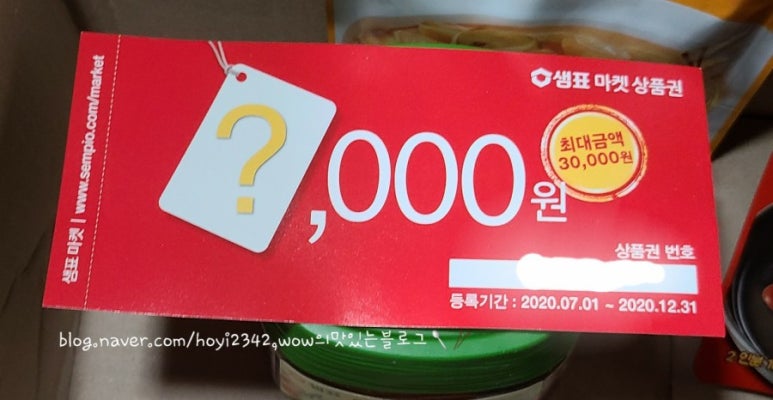 샘표 마켓 | www.sempio.com/market
샘표 마켓 상품권
?,000원
최대금액
30,000원
상품권 번호
등록기간 : 2020.07.01 ~ 2020.12.31
blog.naver.com/hoyi2342,wow의맛있는블로그
2인분